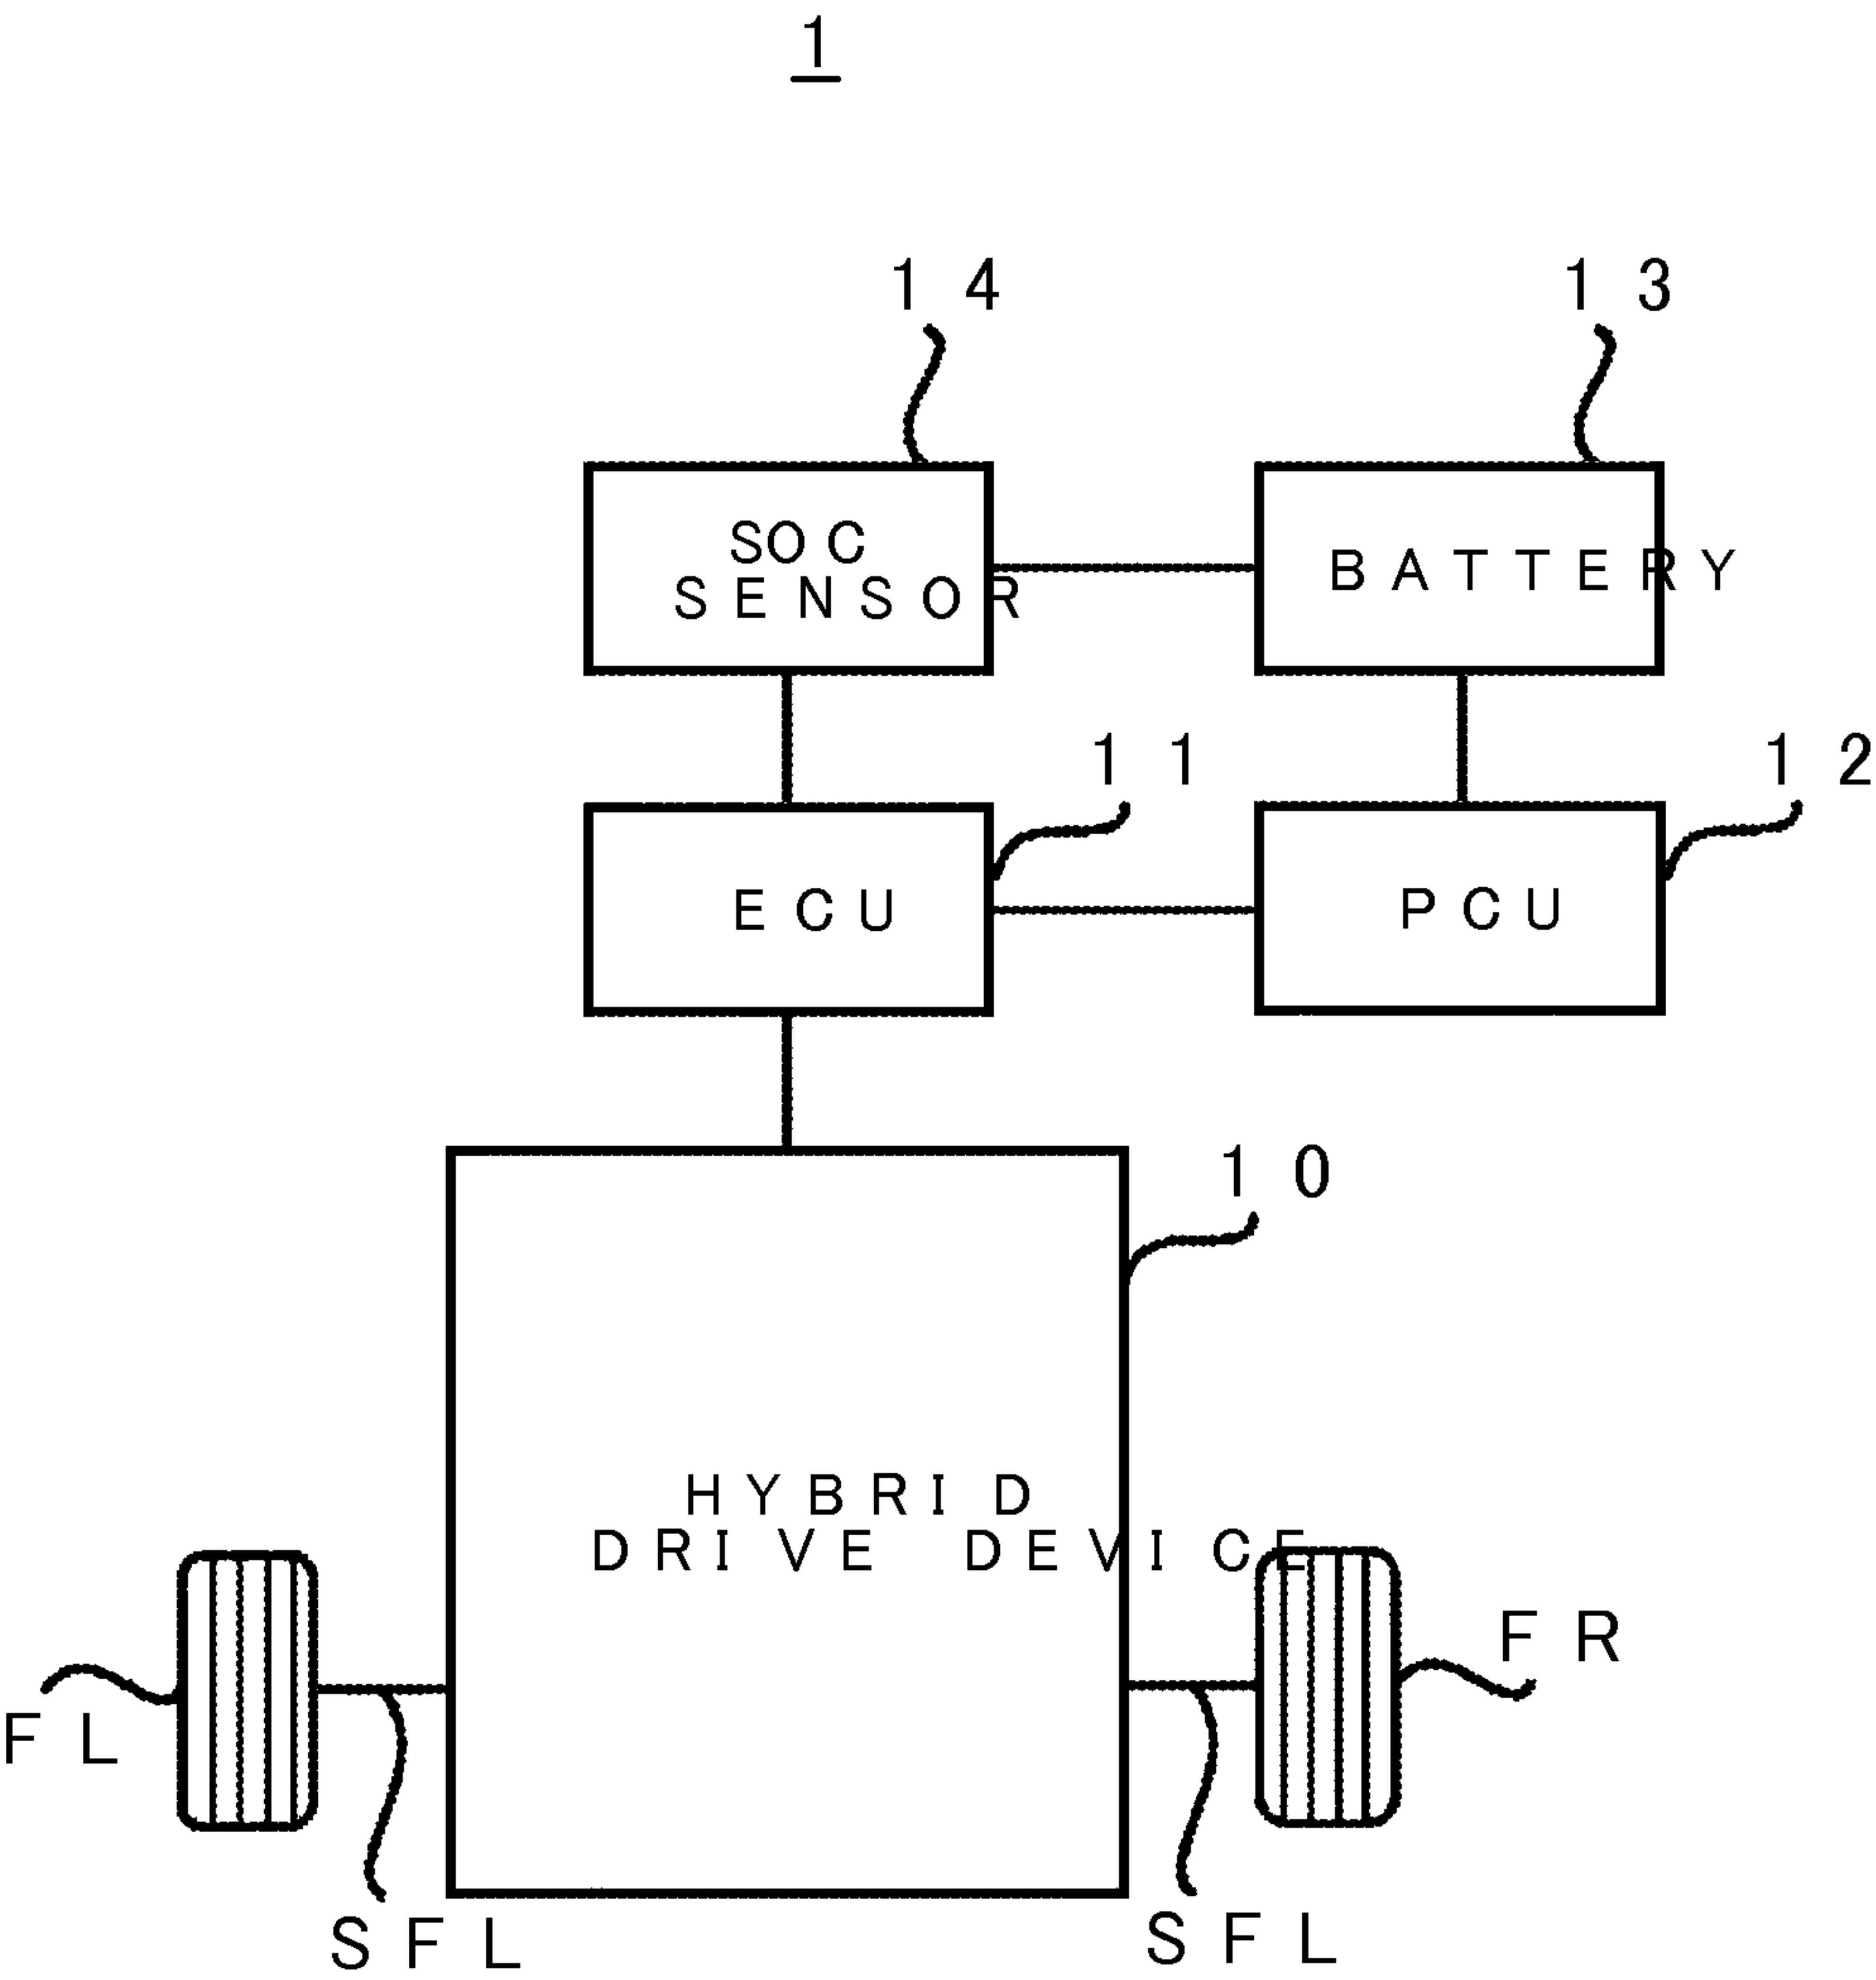 1
14
13
SOC
SENSOR
BATTERY
11
12
ECU
PCU
10
HYBRID
DRIVE DEVICE
FR
FL
SFL
SFL